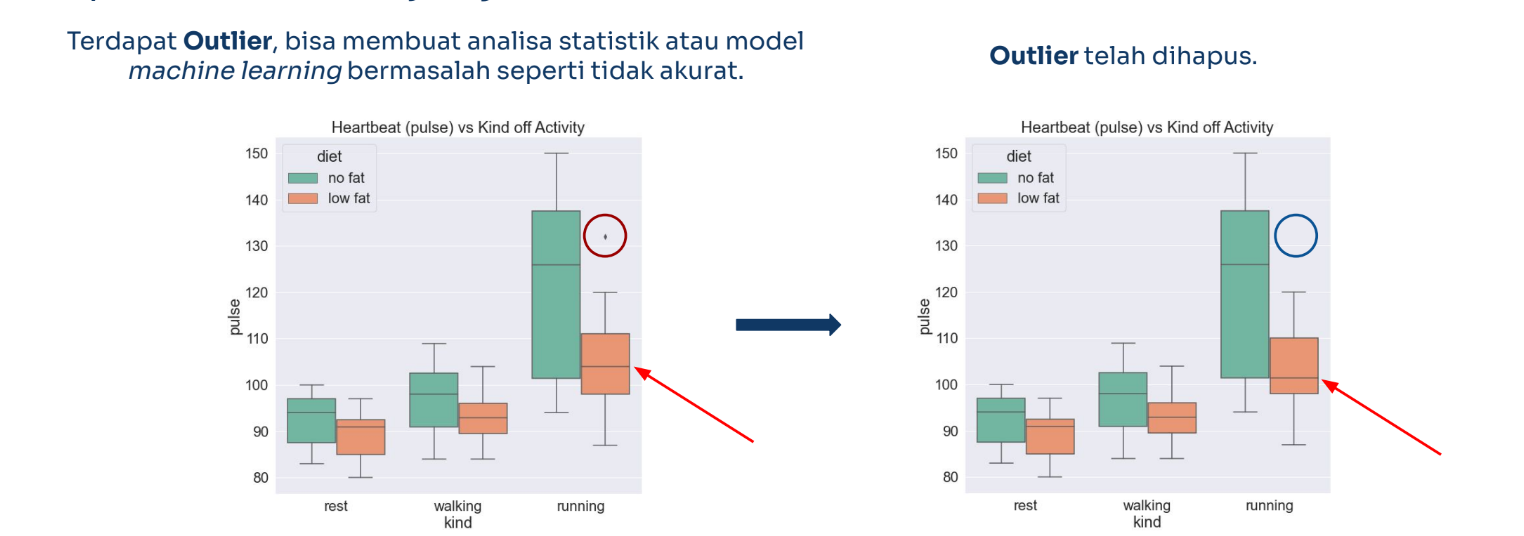 Terdapat Outlier, bisa membuat analisa statistik atau model
machine learning bermasalah seperti tidak akurat.
Outlier telah dihapus.
Heartbeat (pulse) vs Kind off Activity
diet
no fat
low fat
150
140
130
120
110
100
90
80
pulse
rest
walking
running
kind
Heartbeat (pulse) vs Kind off Activity
diet
no fat
low fat
150
140
130
120
110
100
90
80
pulse
rest
walking
running
kind